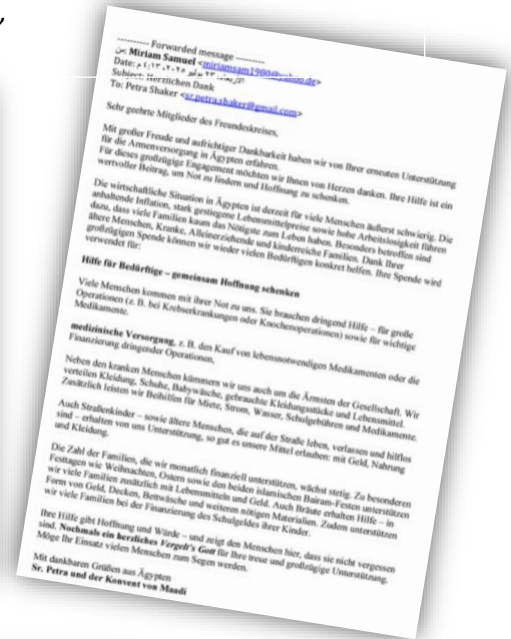 ---------- Forwarded message ----------
من: Miriam Samuel <miriamsam1980@yahoo.de>
Date:
Subject: Herzlichen Dank
To: Petra Shaker <sr.petra.shaker@gmail.com>
Sehr geehrte Mitglieder des Freundeskreises,
Mit großer Freude und aufrichtiger Dankbarkeit haben wir von Ihrer erneuten Unterstützung
für die Armenversorgung in Ägypten erfahren.
Für dieses großzügige Engagement möchten wir Ihnen von Herzen danken. Ihre Hilfe ist ein
wertvoller Beitrag, um Not zu lindern und Hoffnung zu schenken.
Die wirtschaftliche Situation in Ägypten ist derzeit für viele Menschen äußerst schwierig. Die
anhaltende Inflation, stark gestiegene Lebensmittelpreise sowie hohe Arbeitslosigkeit führen
dazu, dass viele Familien kaum das Nötigste zum Leben haben. Besonders betroffen sind
ältere Menschen, Kranke, Alleinerziehende und kinderreiche Familien. Dank Ihrer
großzügigen Spende können wir wieder vielen Bedürftigen konkret helfen. Ihre Spende wird
verwendet für:
Hilfe für Bedürftige – gemeinsam Hoffnung schenken
Viele Menschen kommen mit ihrer Not zu uns. Sie brauchen dringend Hilfe – für große
Operationen (z. B. bei Krebserkrankungen oder Knochenoperationen) sowie für wichtige
Medikamente.
medizinische Versorgung, z. B. den Kauf von lebensnotwendigen Medikamenten oder die
Finanzierung dringender Operationen,
Neben den kranken Menschen kümmern wir uns auch um die Ärmsten der Gesellschaft. Wir
verteilen Kleidung, Schuhe, Babywäsche, gebrauchte Kleidungsstücke und Lebensmittel.
Zusätzlich leisten wir Beihilfen für Miete, Strom, Wasser, Schulgebühren und Medikamente.
Auch Straßenkinder – sowie ältere Menschen, die auf der Straße leben, verlassen und hilflos
sind – erhalten von uns Unterstützung, so gut es unsere Mittel erlauben: mit Geld, Nahrung
und Kleidung.
Die Zahl der Familien, die wir monatlich finanziell unterstützen, wächst stetig. Zu besonderen
Festtagen wie Weihnachten, Ostern sowie den beiden islamischen Bairam-Festen unterstützen
wir viele Familien zusätzlich mit Lebensmitteln und Geld. Auch Bräute erhalten Hilfe – in
Form von Geld, Decken, Bettwäsche und weiteren nötigen Materialien. Zudem unterstützen
wir viele Familien bei der Finanzierung des Schulgeldes ihrer Kinder.
Ihre Hilfe gibt Hoffnung und Würde – und zeigt den Menschen hier, dass sie nicht vergessen
sind. Nochmals ein herzliches Vergelt's Gott für Ihre treue und großzügige Unterstützung.
Möge Ihr Einsatz vielen Menschen zum Segen werden.
Mit dankbaren Grüßen aus Ägypten
Sr. Petra und der Konvent von Maadi